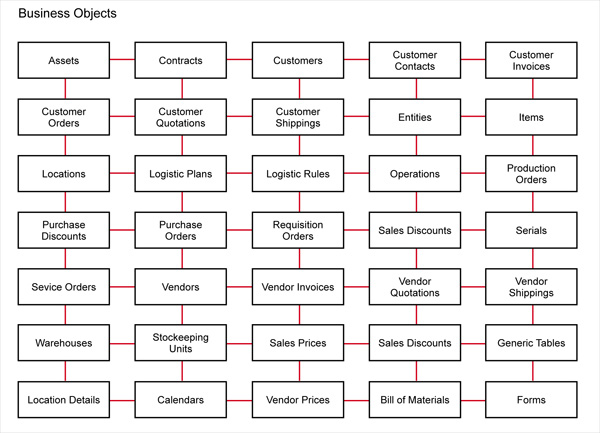 Business Objects
Assets
Contracts
Customers
Customer
Contacts
Customer
Invoices
Customer
Orders
Customer
Quotations
Customer
Shippings
Entities
Items
Locations
Logistic Plans
Logistic Rules
Operations
Production
Orders
Purchase
Discounts
Purchase
Orders
Requisition
Orders
Sales Discounts
Serials
Sevice Orders
Vendors
Vendor Invoices
Vendor
Quotations
Vendor
Shippings
Warehouses
Stockeeping
Units
Sales Prices
Sales Discounts
Generic Tables
Location Details
Calendars
Vendor Prices
Bill of Materials
Forms